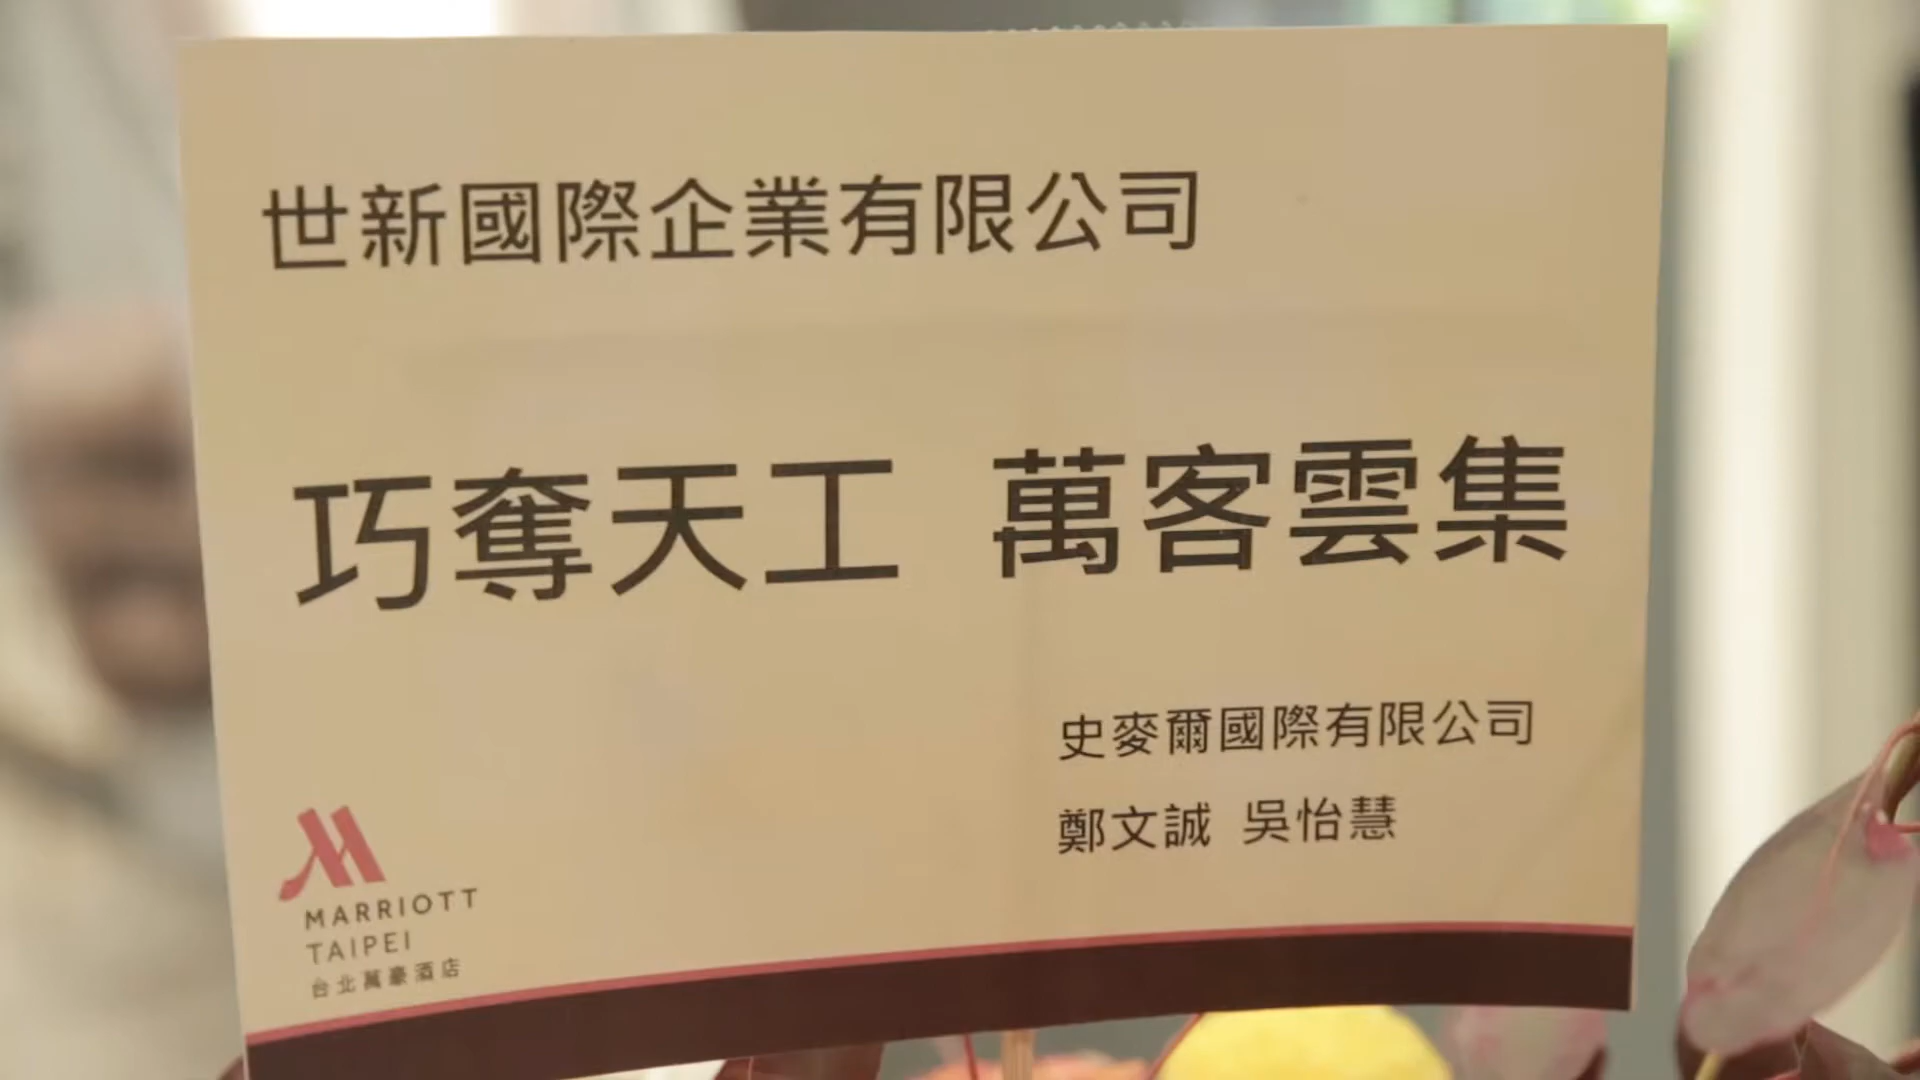 世新國際企業有限公司
巧奪天工 萬客雲集
史麥爾國際有限公司
鄭文誠 吳怡慧
MARRIOTT
TAIPEI
台北萬豪酒店